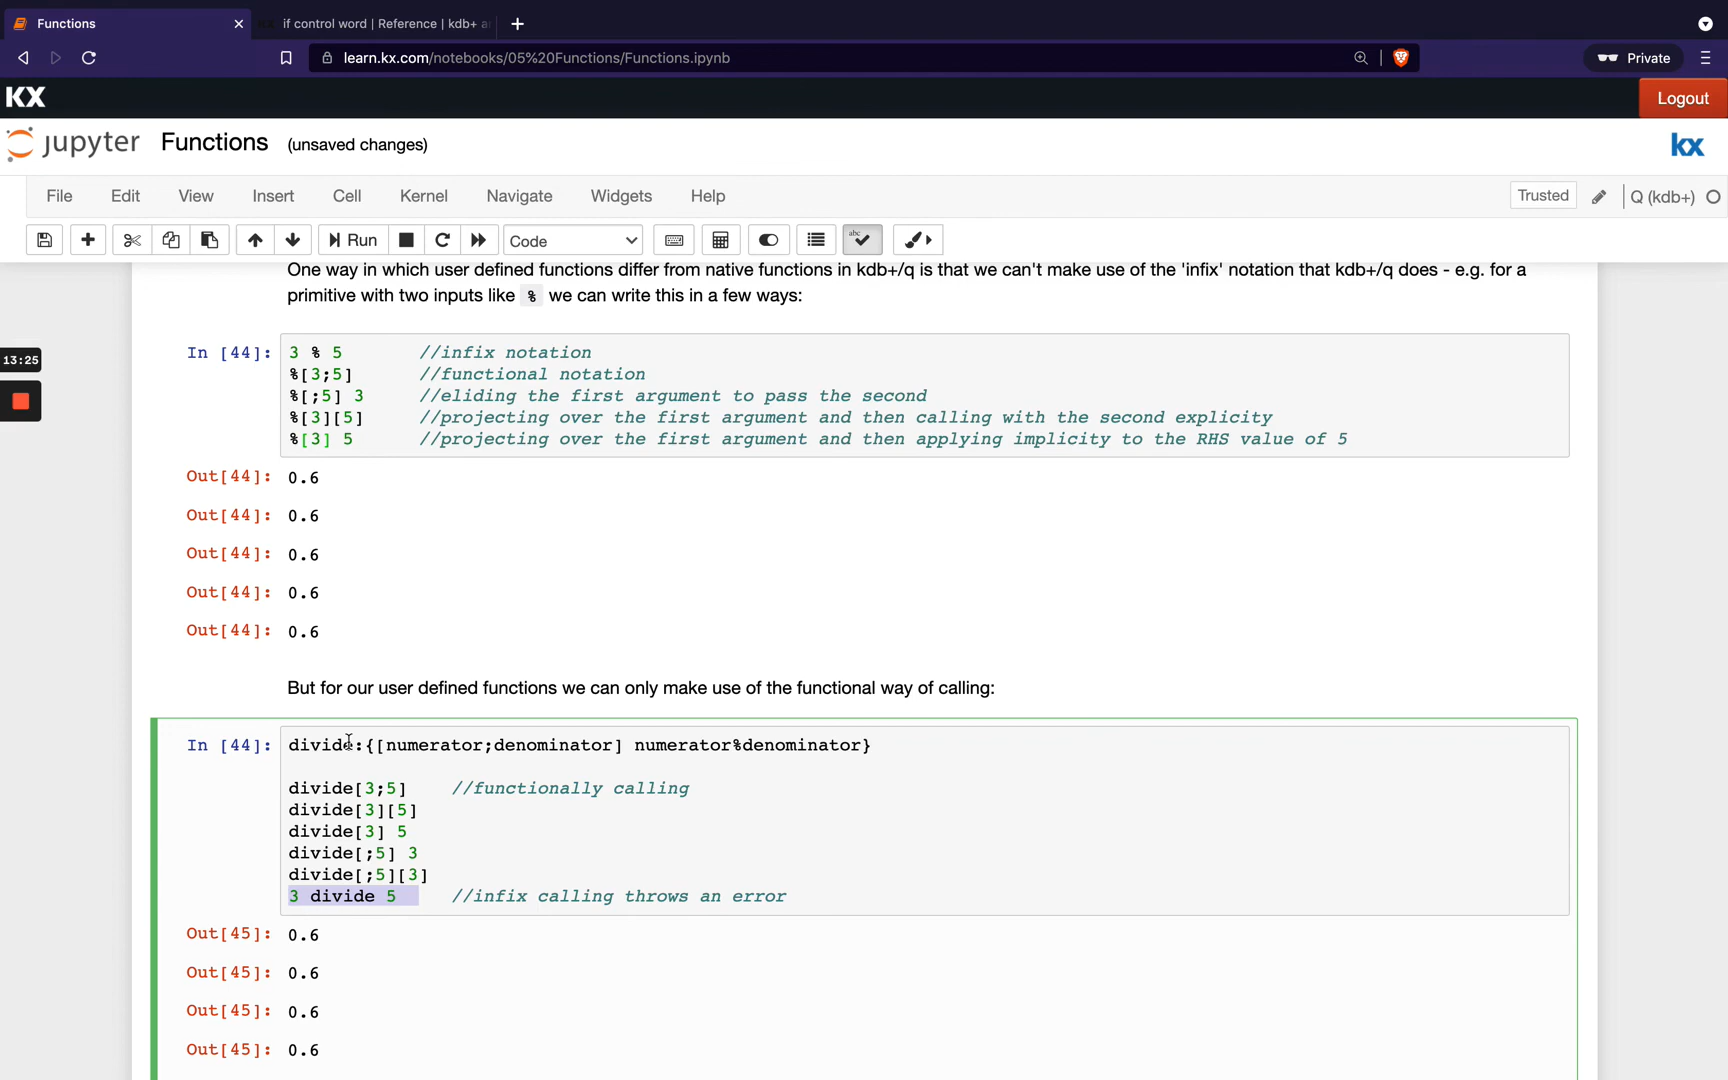 Functions
if control word | Reference | kdb+ a
learn.kx.com/notebooks/05%20Functions/Functions.ipynb
Private
KX
Logout
jupyter Functions (unsaved changes)
kx
File Edit View Insert Cell Kernel Navigate Widgets Help
Trusted
Q (kdb+)
Run
Code
abc
One way in which user defined functions differ from native functions in kdb+/q is that we can't make use of the 'infix' notation that kdb+/q does - e.g. for a
primitive with two inputs like % we can write this in a few ways:
13:25
In [44]: 3 % 5 //infix notation
%[3;5] //functional notation
%[;5] 3 //eliding the first argument to pass the second
%[3][5] //projecting over the first argument and then calling with the second explicity
%[3] 5 //projecting over the first argument and then applying implicity to the RHS value of 5
Out[44]: 0.6
Out[44]: 0.6
Out[44]: 0.6
Out[44]: 0.6
Out[44]: 0.6
But for our user defined functions we can only make use of the functional way of calling:
In [44]: divide:{[numerator;denominator] numerator%denominator}
divide[3;5] //functionally calling
divide[3][5]
divide[3] 5
divide[;5] 3
divide[;5][3]
3 divide 5 //infix calling throws an error
Out[45]: 0.6
Out[45]: 0.6
Out[45]: 0.6
Out[45]: 0.6